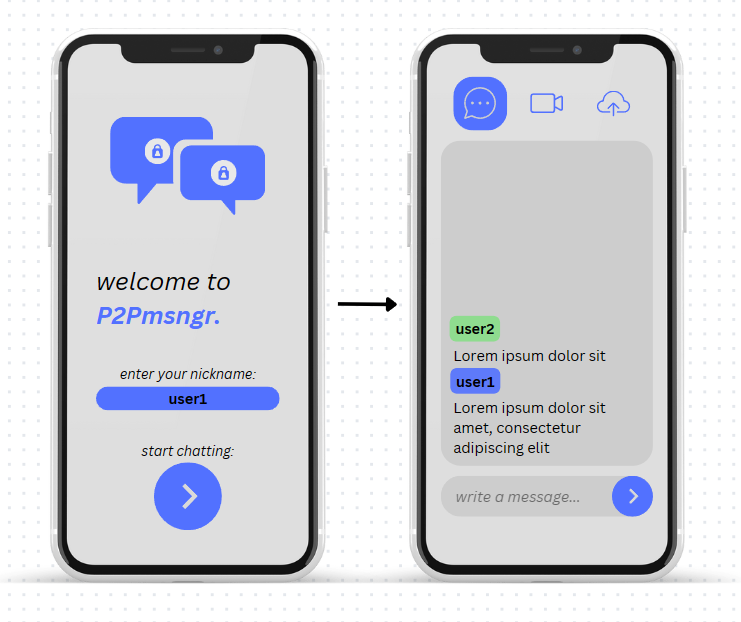 welcome to
P2Pmsngr.
enter your nickname:
user1
start chatting:
user2
Lorem ipsum dolor sit
user1
Lorem ipsum dolor sit
amet, consectetur
adipiscing elit
write a message...